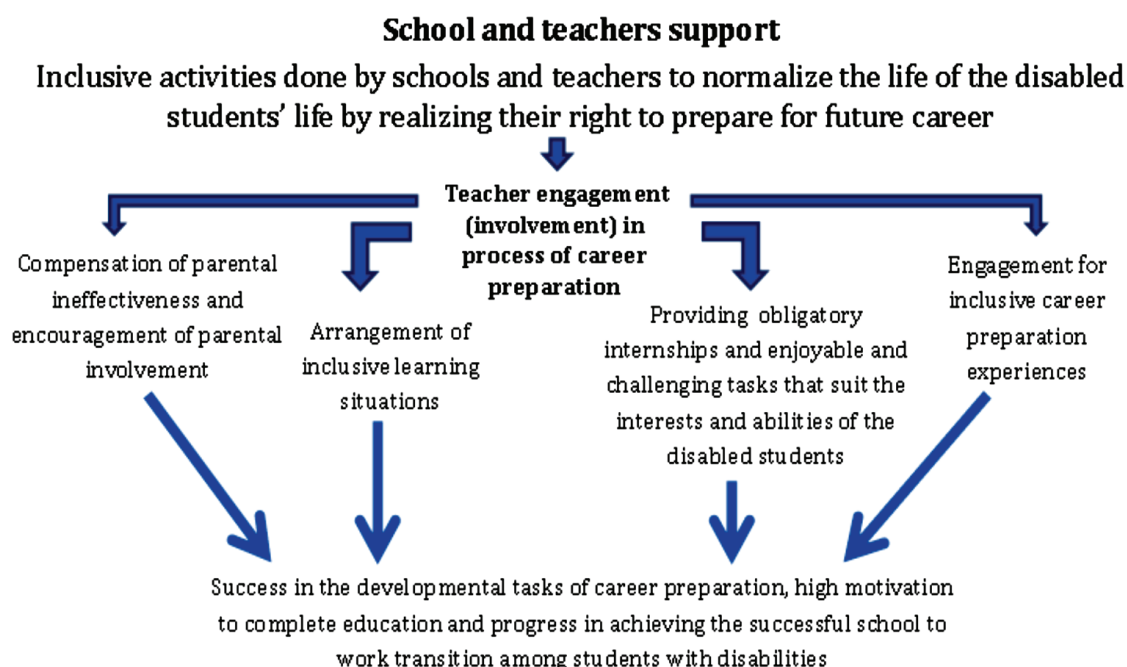 School and teachers support
Inclusive activities done by schools and teachers to normalize the life of the disabled
students’ life by realizing their right to prepare for future career
Teacher engagement
(involvement) in
process of career
preparation
Compensation of parental
ineffectiveness and
encouragement of parental
involvement
Arrangement of
inclusive learning
situations
Providing obligatory
internships and enjoyable and
challenging tasks that suit the
interests and abilities of the
disabled students
Engagement for
inclusive career
preparation
experiences
Success in the developmental tasks of career preparation, high motivation
to complete education and progress in achieving the successful school to
work transition among students with disabilities